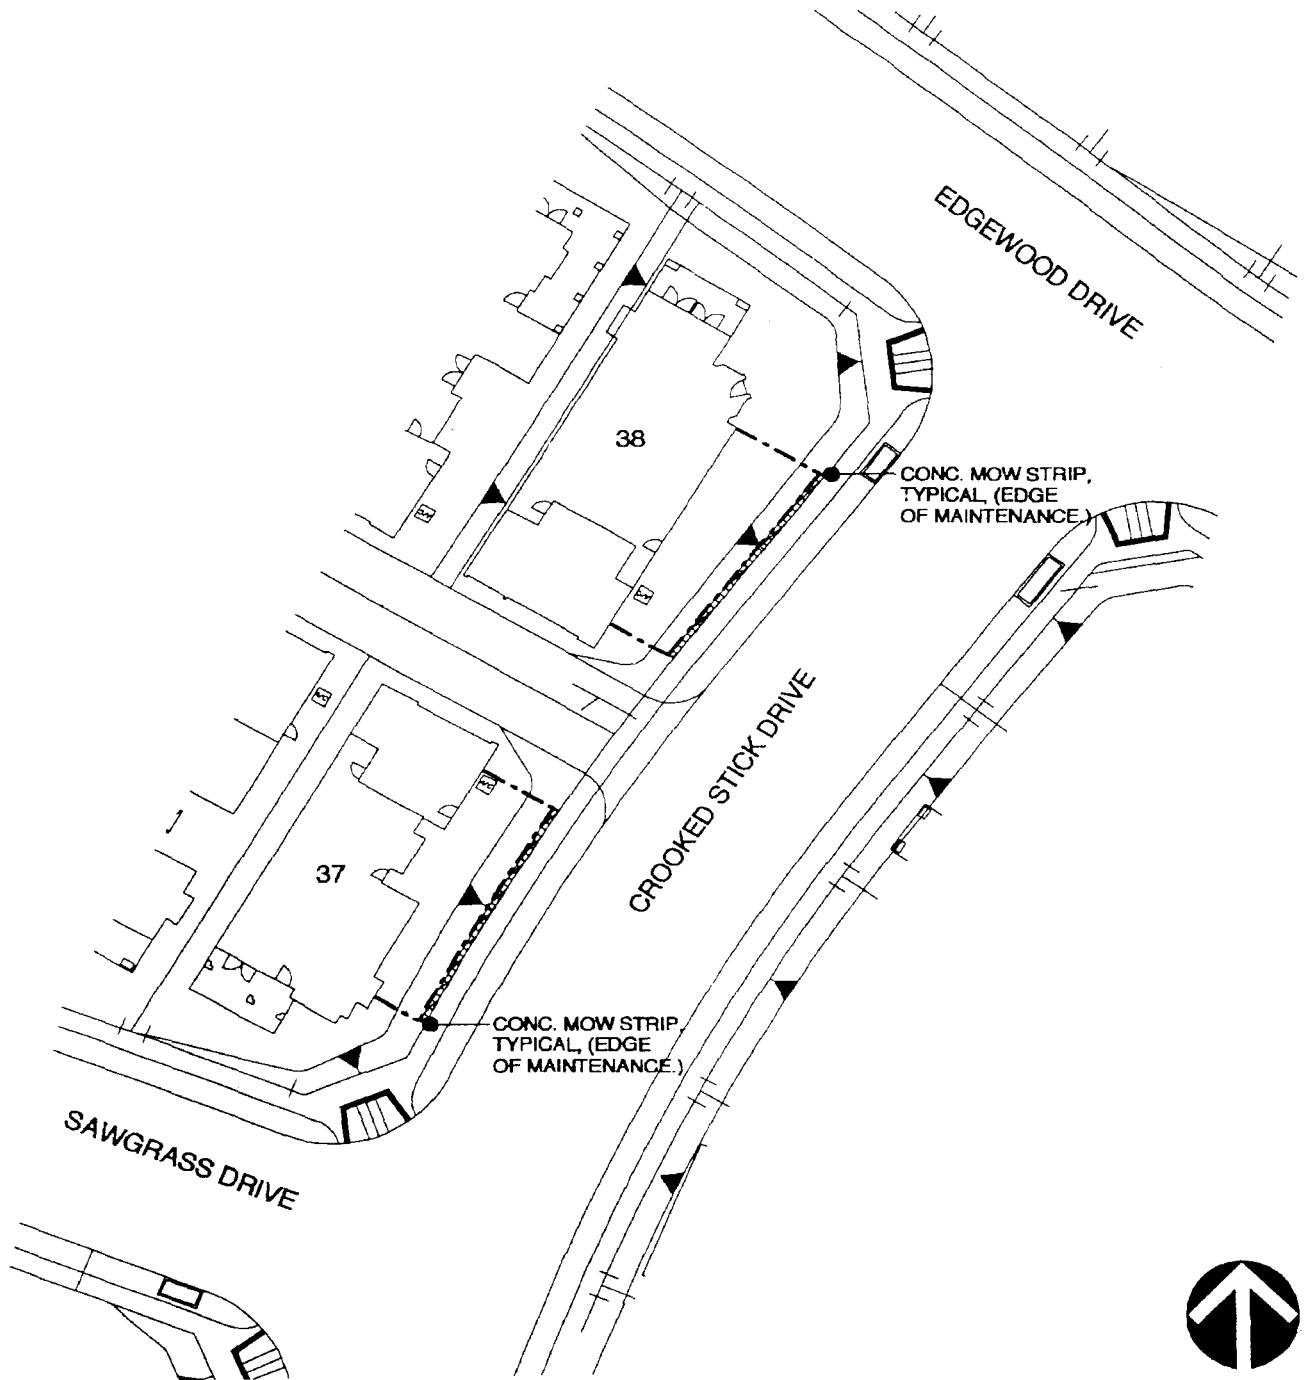 EDGEWOOD DRIVE
38
CONC. MOW STRIP,
TYPICAL, (EDGE
OF MAINTENANCE.)
CROOKED STICK DRIVE
37
CONC. MOW STRIP,
TYPICAL, (EDGE
OF MAINTENANCE.)
SAWGRASS DRIVE